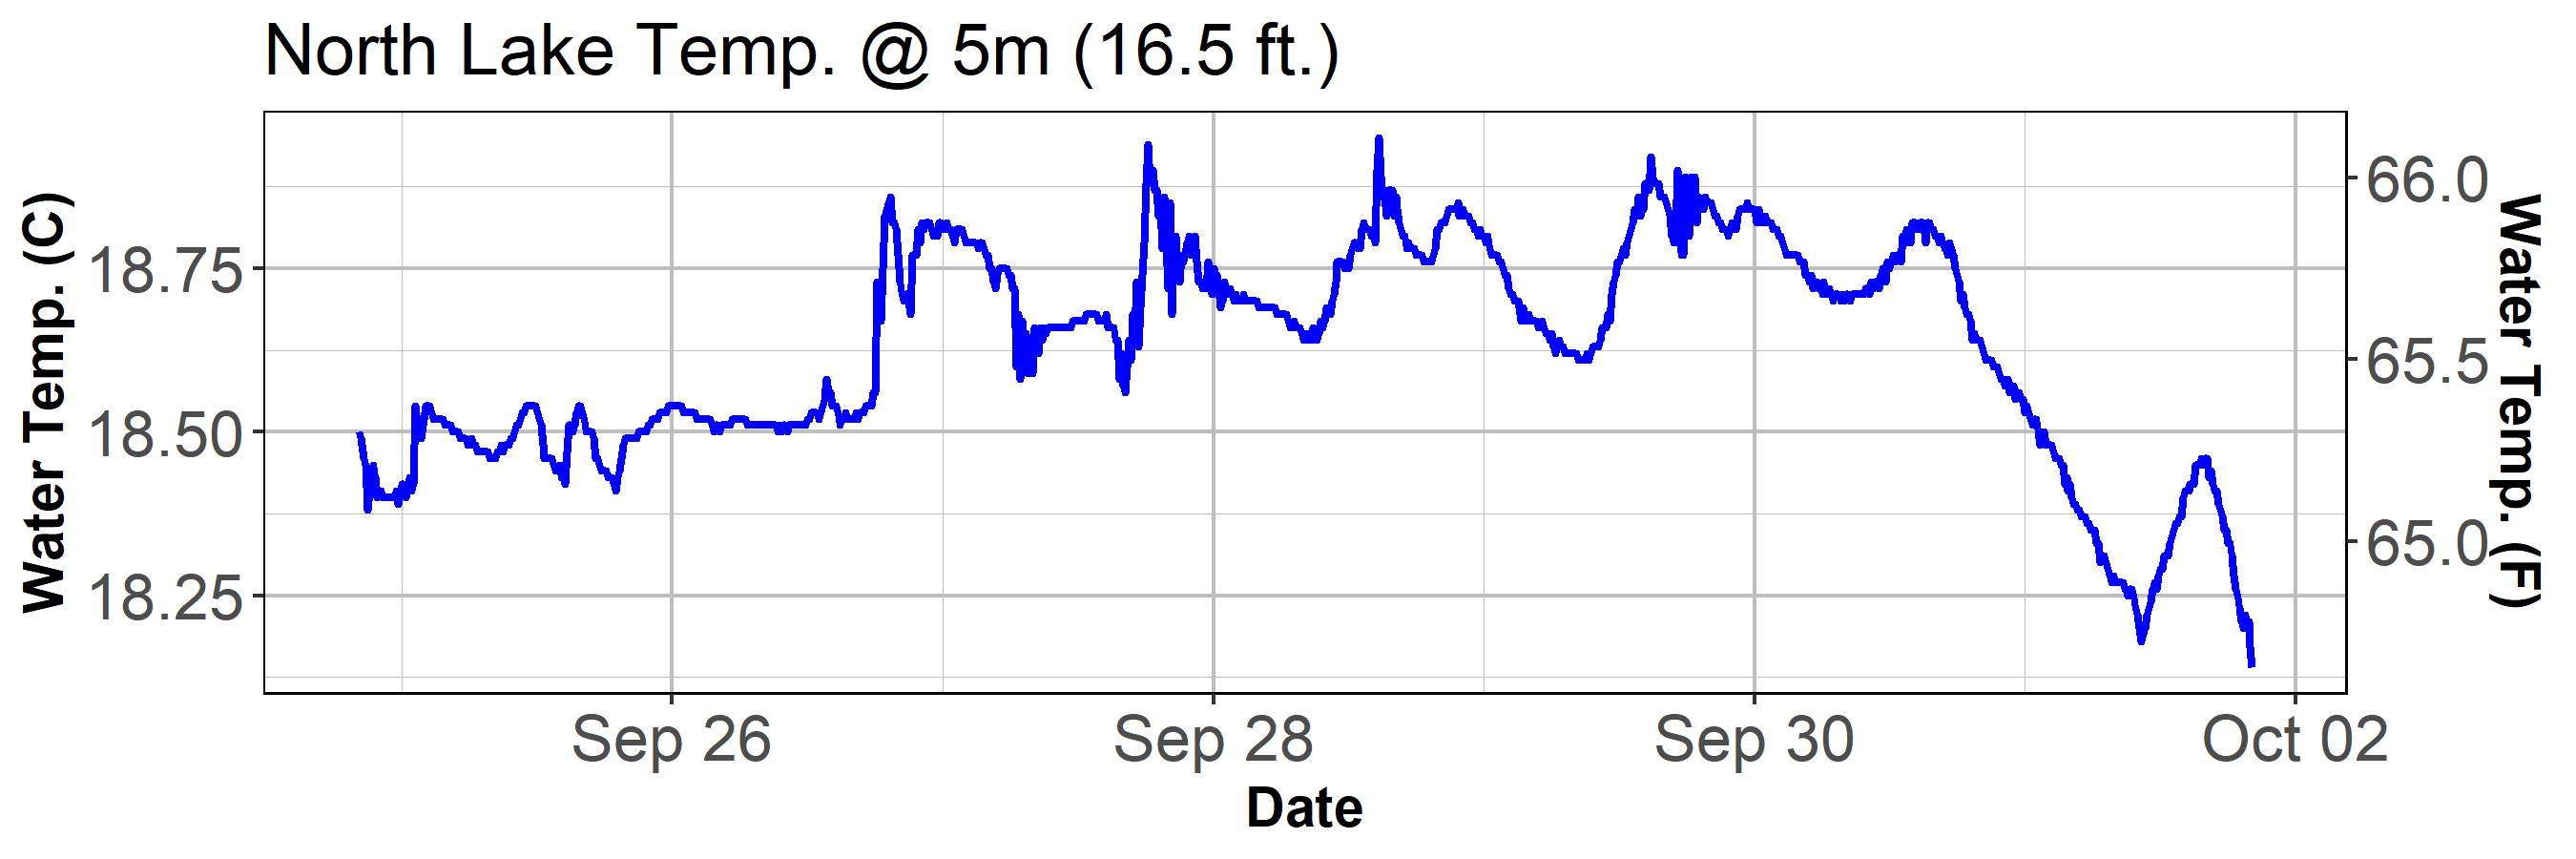 North Lake Temp. @ 5m (16.5 ft.)
Water Temp. (C)
18.75
18.50
18.25
66.0
65.5
65.0
Water Temp. (F)
Sep 26
Sep 28
Sep 30
Oct 02
Date